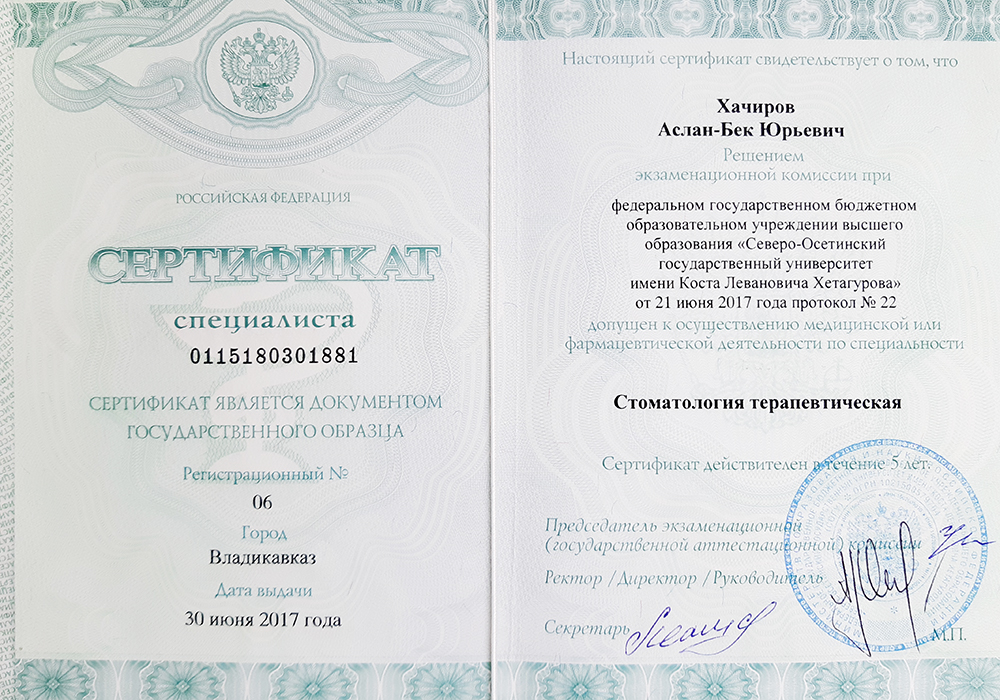 РОССИЙСКАЯ ФЕДЕРАЦИЯ
СЕРТИФИКАТ
специалиста
0115180301881
СЕРТИФИКАТ ЯВЛЯЕТСЯ ДОКУМЕНТОМ
ГОСУДАРСТВЕННОГО ОБРАЗЦА
Регистрационный №
06
Город
Владикавказ
Дата выдачи
30 июня 2017 года
Настоящий сертификат свидетельствует о том, что
Хачиров
Аслан-Бек Юрьевич
Решением
экзаменационной комиссии при
федеральном государственном бюджетном
образовательном учреждении высшего
образования «Северо-Осетинский
государственный университет
имени Коста Левановича Хетагурова»
от 21 июня 2017 года протокол № 22
допущен к осуществлению медицинской или
фармацевтической деятельности по специальности
Стоматология терапевтическая
Сертификат действителен в течение 5 лет.
Председатель экзаменационной
(государственной аттестационной) комиссии
Ректор / Директор / Руководитель
Секретарь
М.П.